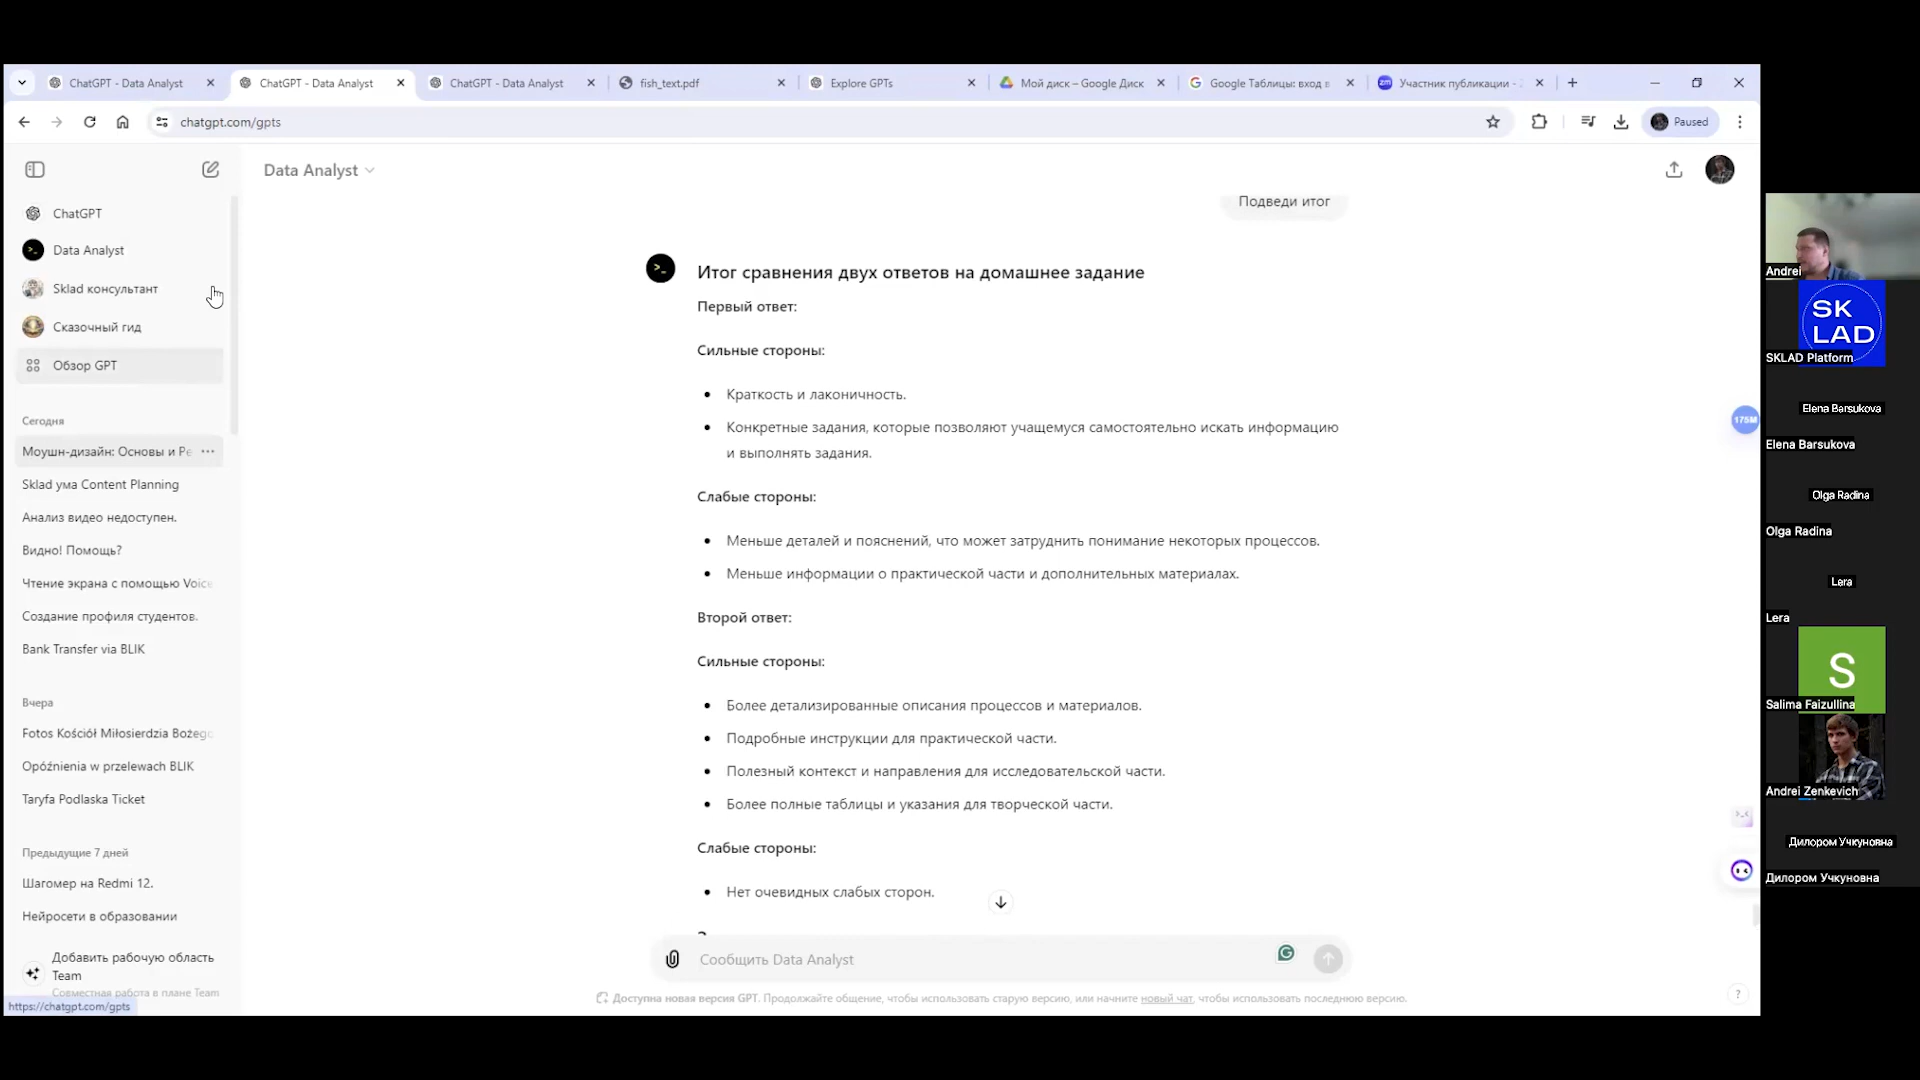 ChatGPT - Data Analyst
ChatGPT - Data Analyst
ChatGPT - Data Analyst
fish_text.pdf
Explore GPTs
Мой диск – Google Диск
Google Таблицы: вход в
Участник публикации -
chatgpt.com/gpts
Paused
ChatGPT
Data Analyst
Sklad консультант
Сказочный гид
Обзор GPT
Сегодня
Моушн-дизайн: Основы и Ре
Sklad ума Content Planning
Анализ видео недоступен.
Видно! Помощь?
Чтение экрана с помощью Voice
Создание профиля студентов.
Bank Transfer via BLIK
Вчера
Fotos Kościół Miłosierdzia Bożego
Opóźnienia w przelewach BLIK
Taryfa Podlaska Ticket
Предыдущие 7 дней
Шагомер на Redmi 12.
Нейросети в образовании
Добавить рабочую область
Team
Совместная работа в плане Team
https://chatgpt.com/gpts
Data Analyst
Подведи итог
Итог сравнения двух ответов на домашнее задание
Первый ответ:
Сильные стороны:
Краткость и лаконичность.
Конкретные задания, которые позволяют учащемуся самостоятельно искать информацию
и выполнять задания.
Слабые стороны:
Меньше деталей и пояснений, что может затруднить понимание некоторых процессов.
Меньше информации о практической части и дополнительных материалах.
Второй ответ:
Сильные стороны:
Более детализированные описания процессов и материалов.
Подробные инструкции для практической части.
Полезный контекст и направления для исследовательской части.
Более полные таблицы и указания для творческой части.
Слабые стороны:
Нет очевидных слабых сторон.
Сообщить Data Analyst
Доступна новая версия GPT. Продолжайте общение, чтобы использовать старую версию, или начните новый чат, чтобы использовать последнюю версию.
?
175M
Andrei
SK
LAD
SKLAD Platform
Elena Barsukova
Elena Barsukova
Olga Radina
Olga Radina
Lera
Lera
S
Salima Faizullina
Andrei Zenkevich
Дилором Учкуновна
Дилором Учкуновна